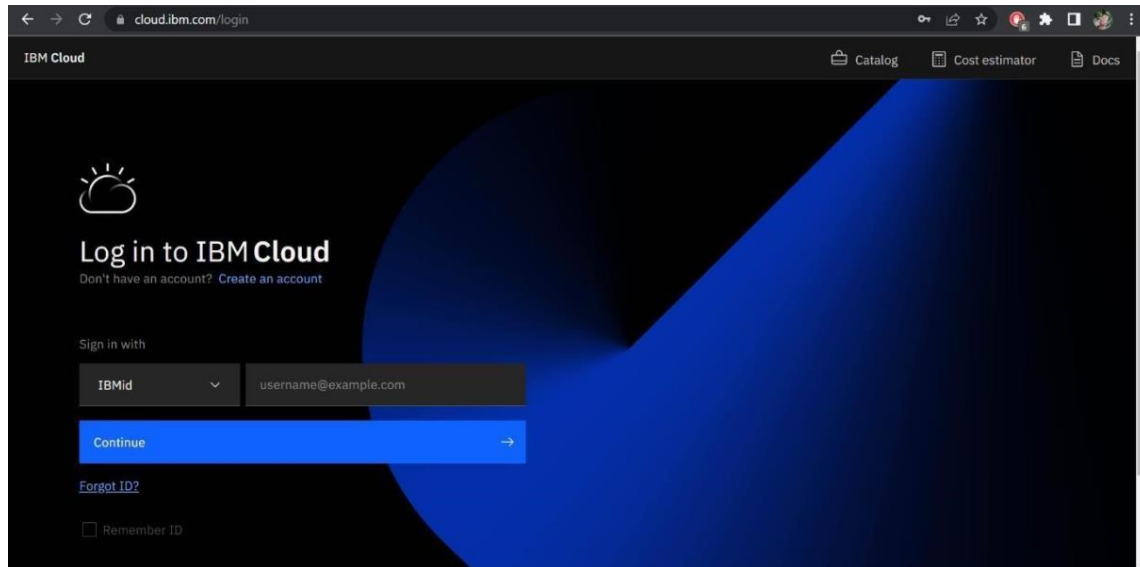 cloud.ibm.com/login
6
IBM Cloud
Catalog
Cost estimator
Docs
Log in to IBM Cloud
Don't have an account? Create an account
Sign in with
IBMid
username@example.com
Continue
Forgot ID?
Remember ID